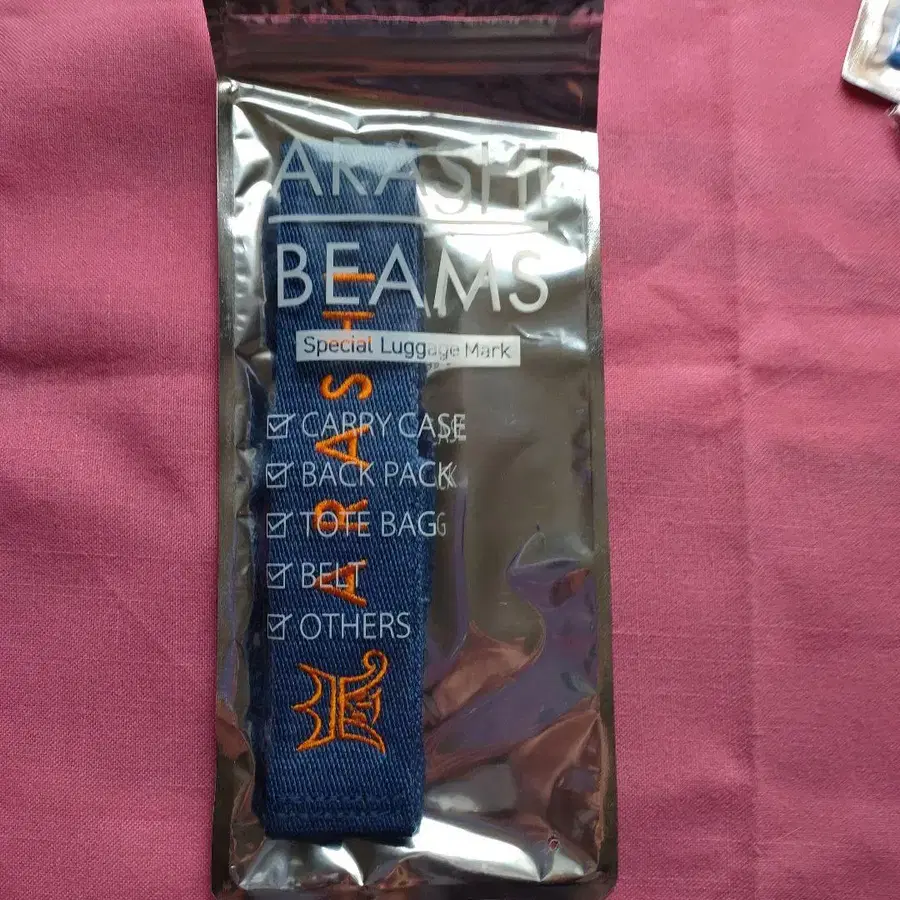 ARASHI
BEAMS
Special Luggage Mark
CARRY CASE
BACK PACK
TOTE BAG
BELT
OTHERS
ARASHI